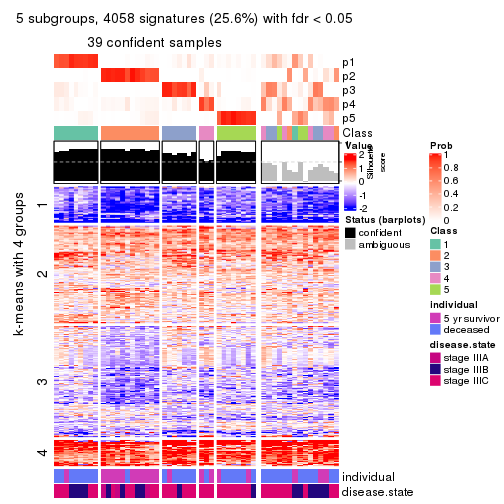 5 subgroups, 4058 signatures (25.6%) with fdr < 0.05
39 confident samples
p1
p2
p3
p4
p5
Class
1
2
3
4
k-means with 4 groups
Silhouette
score
individual
disease.state
Value
2
1
0
-1
-2
Status (barplots)
confident
ambiguous
Prob
1
0.8
0.6
0.4
0.2
0
Class
1
2
3
4
5
individual
5 yr survivor
deceased
disease.state
stage IIIA
stage IIIB
stage IIIC